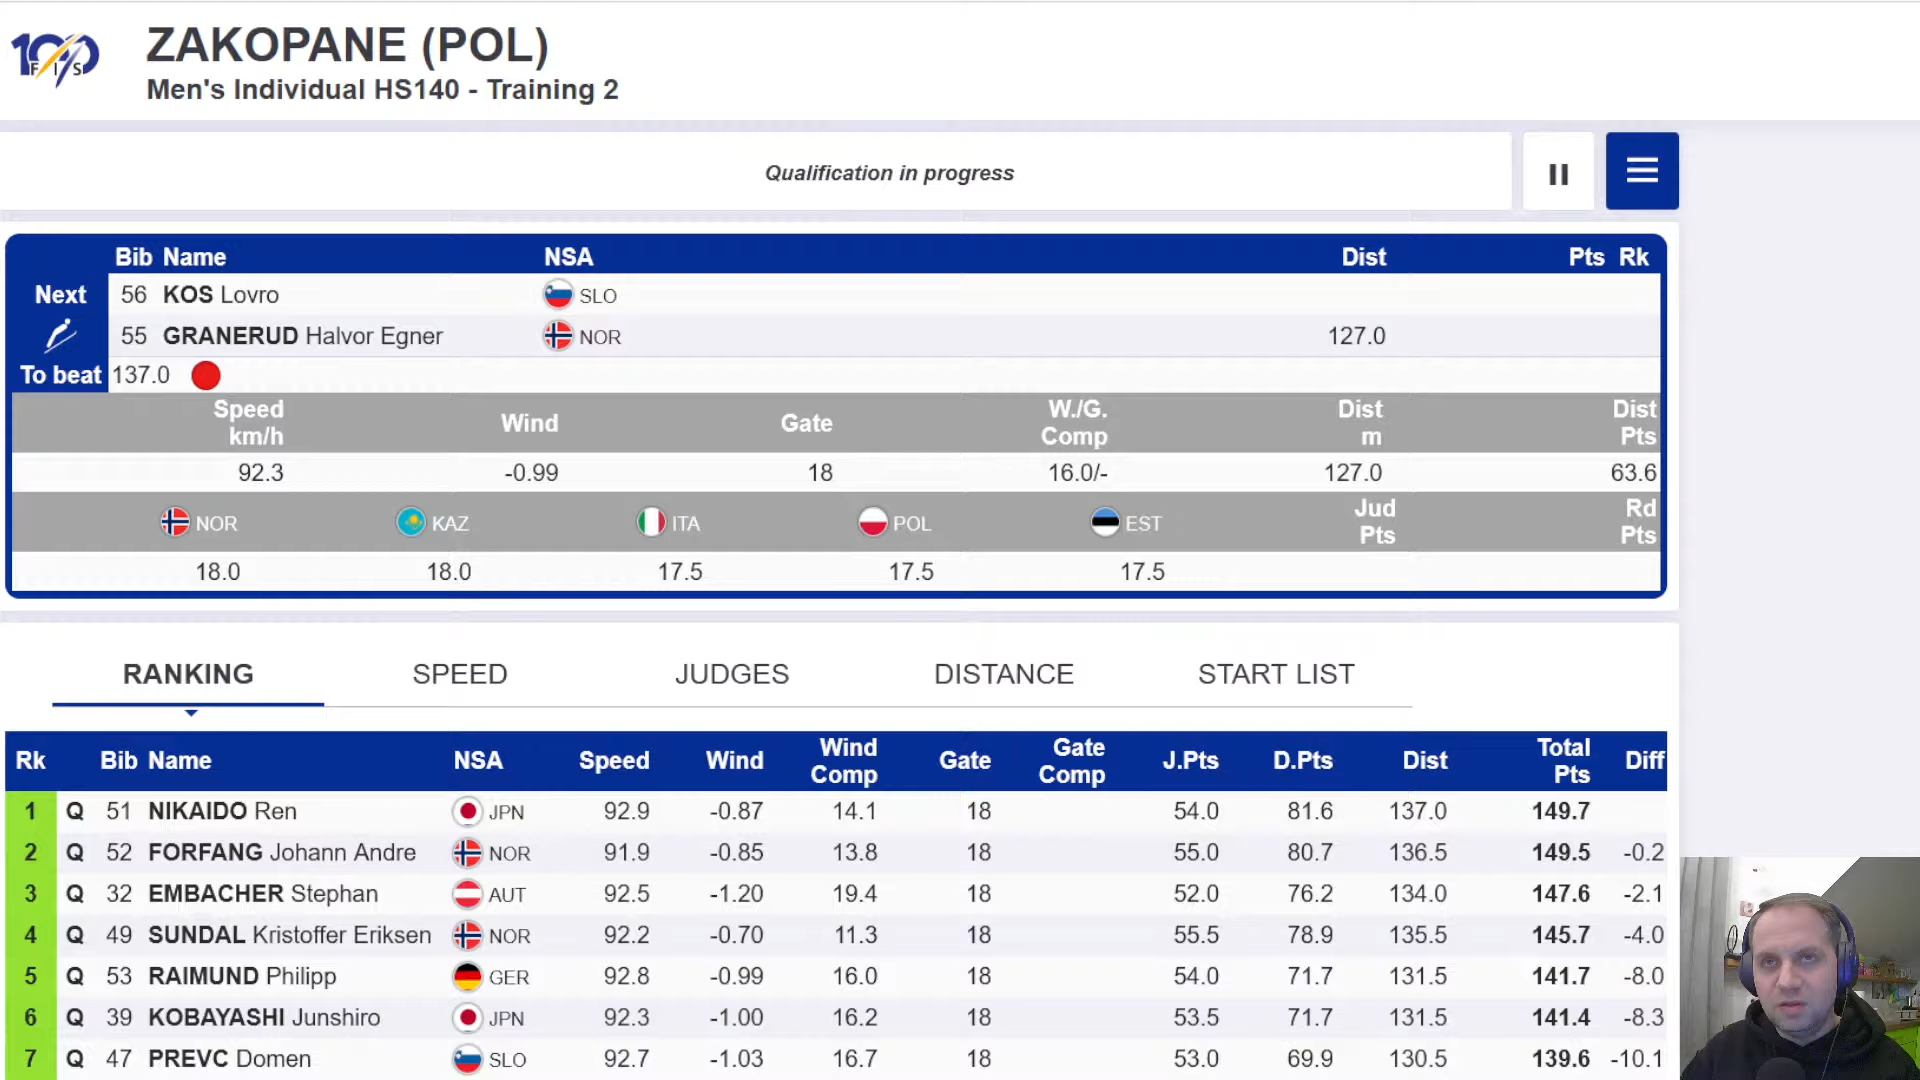 100 FIS
ZAKOPANE (POL)
Men's Individual HS140 - Training 2
Qualification in progress
Bib Name NSA Dist Pts Rk
Next 56 KOS Lovro SLO
55 GRANERUD Halvor Egner NOR 127.0
To beat 137.0
Speed km/h Wind Gate W./G. Comp Dist m Dist Pts
92.3 -0.99 18 16.0/- 127.0 63.6
NOR KAZ ITA POL EST Jud Pts Rd Pts
18.0 18.0 17.5 17.5 17.5
RANKING SPEED JUDGES DISTANCE START LIST
Rk Bib Name NSA Speed Wind Wind Comp Gate Gate Comp J.Pts D.Pts Dist Total Pts Diff
1 Q 51 NIKAIDO Ren JPN 92.9 -0.87 14.1 18 54.0 81.6 137.0 149.7
2 Q 52 FORFANG Johann Andre NOR 91.9 -0.85 13.8 18 55.0 80.7 136.5 149.5 -0.2
3 Q 32 EMBACHER Stephan AUT 92.5 -1.20 19.4 18 52.0 76.2 134.0 147.6 -2.1
4 Q 49 SUNDAL Kristoffer Eriksen NOR 92.2 -0.70 11.3 18 55.5 78.9 135.5 145.7 -4.0
5 Q 53 RAIMUND Philipp GER 92.8 -0.99 16.0 18 54.0 71.7 131.5 141.7 -8.0
6 Q 39 KOBAYASHI Junshiro JPN 92.3 -1.00 16.2 18 53.5 71.7 131.5 141.4 -8.3
7 Q 47 PREVC Domen SLO 92.7 -1.03 16.7 18 53.0 69.9 130.5 139.6 -10.1